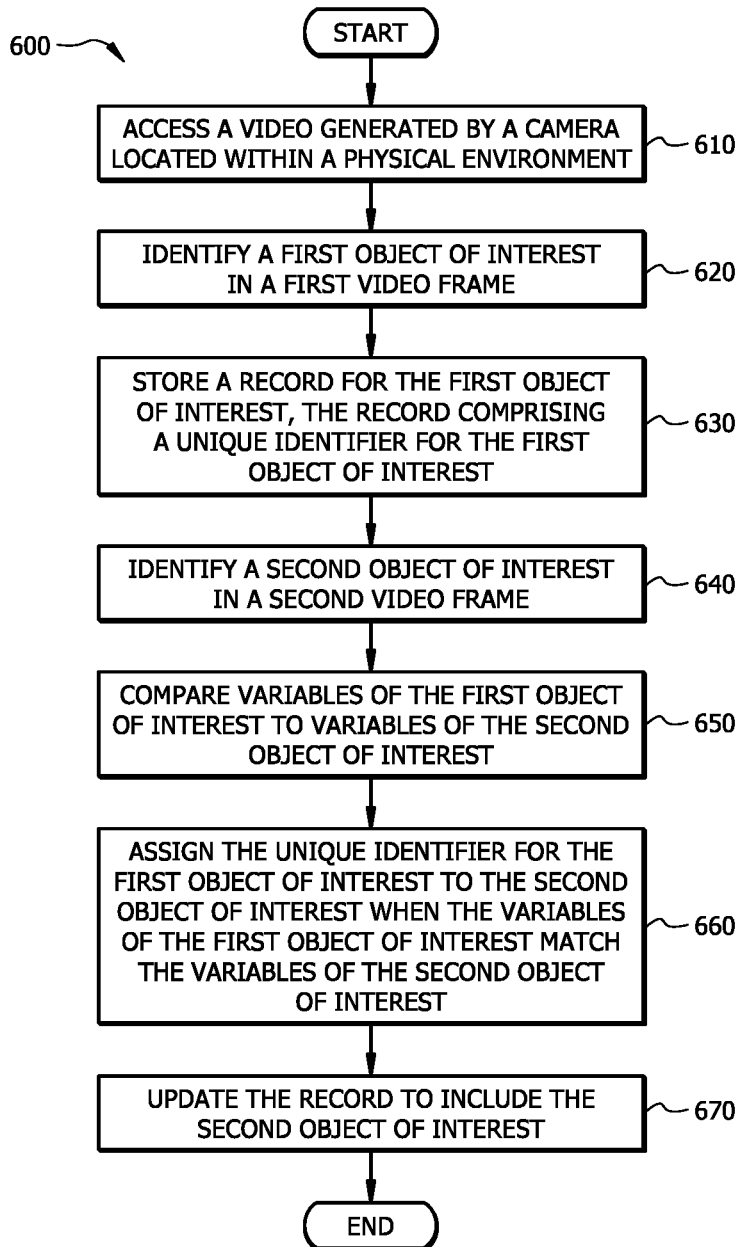 START
600
ACCESS A VIDEO GENERATED BY A CAMERA
LOCATED WITHIN A PHYSICAL ENVIRONMENT
610
IDENTIFY A FIRST OBJECT OF INTEREST
IN A FIRST VIDEO FRAME
620
STORE A RECORD FOR THE FIRST OBJECT
OF INTEREST, THE RECORD COMPRISING
A UNIQUE IDENTIFIER FOR THE FIRST
OBJECT OF INTEREST
630
IDENTIFY A SECOND OBJECT OF INTEREST
IN A SECOND VIDEO FRAME
640
COMPARE VARIABLES OF THE FIRST OBJECT
OF INTEREST TO VARIABLES OF THE SECOND
OBJECT OF INTEREST
650
ASSIGN THE UNIQUE IDENTIFIER FOR THE
FIRST OBJECT OF INTEREST TO THE SECOND
OBJECT OF INTEREST WHEN THE VARIABLES
OF THE FIRST OBJECT OF INTEREST MATCH
THE VARIABLES OF THE SECOND OBJECT
OF INTEREST
660
UPDATE THE RECORD TO INCLUDE THE
SECOND OBJECT OF INTEREST
670
END